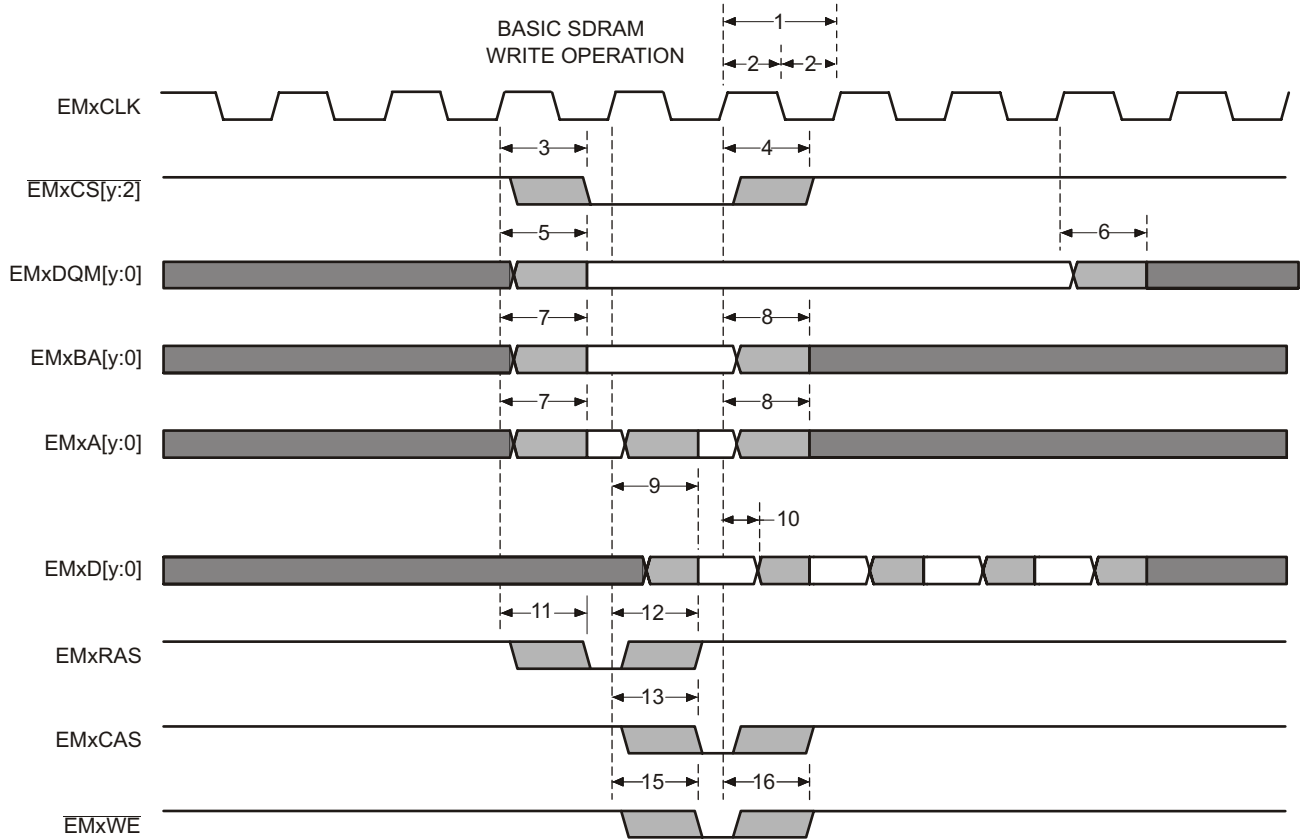 BASIC SDRAM
WRITE OPERATION
1
2 2
EMxCLK
3 4
EMxCS[y:2]
5 6
EMxDQM[y:0]
7 8
EMxBA[y:0]
7 8
EMxA[y:0]
9
10
EMxD[y:0]
11 12
EMxRAS
13
EMxCAS
15 16
EMxWE